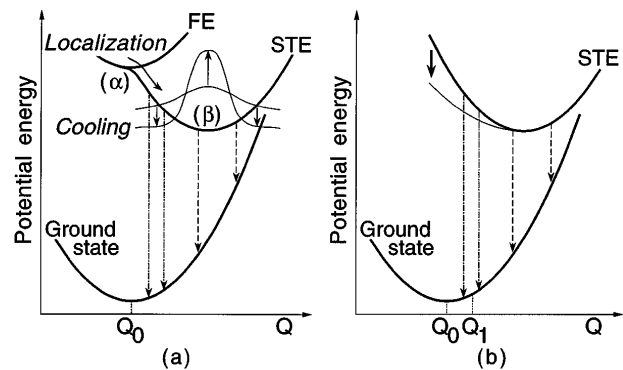 Potential energy
FE
Localization
STE
(α)
(β)
Cooling
Ground
state
Q₀
Q
(a)
Potential energy
STE
Ground
state
Q₀ Q₁
Q
(b)